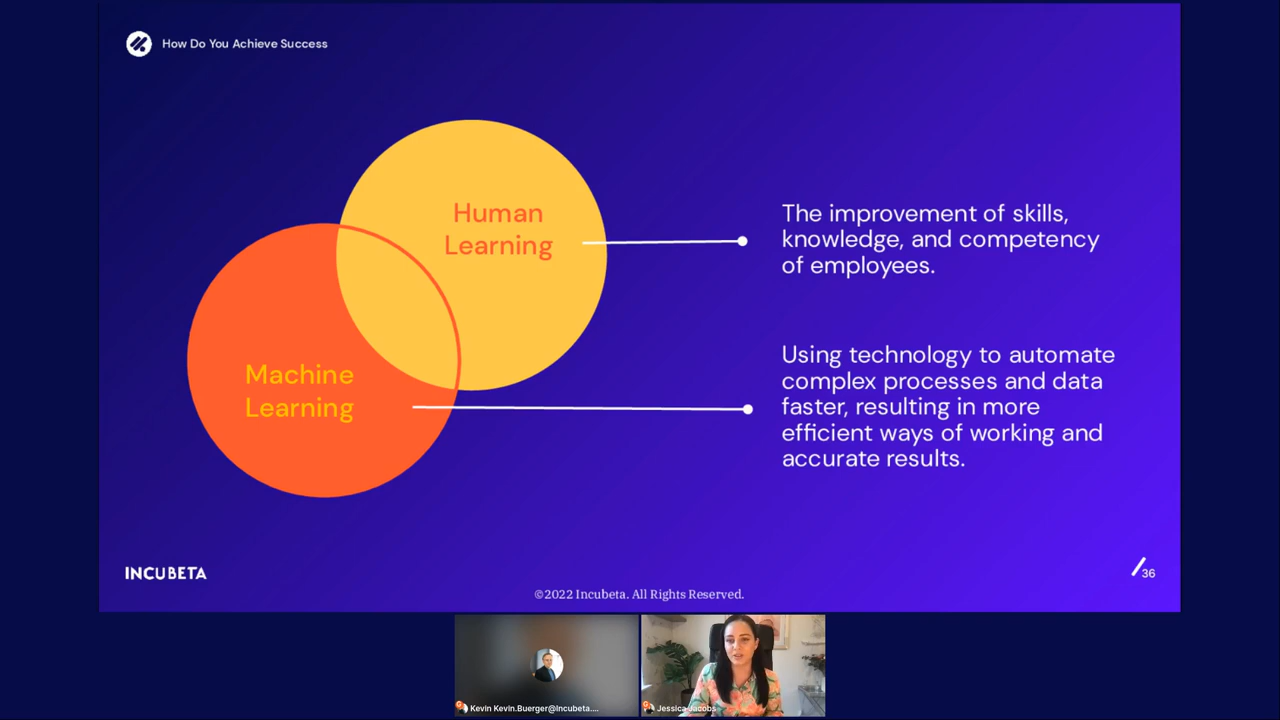 How Do You Achieve Success
Human
Learning
The improvement of skills,
knowledge, and competency
of employees.
Machine
Learning
Using technology to automate
complex processes and data
faster, resulting in more
efficient ways of working and
accurate results.
INCUBETA
36
©2022 Incubeta. All Rights Reserved.
Kevin Kevin.Buerger@Incubeta....
Jessica Jacobs